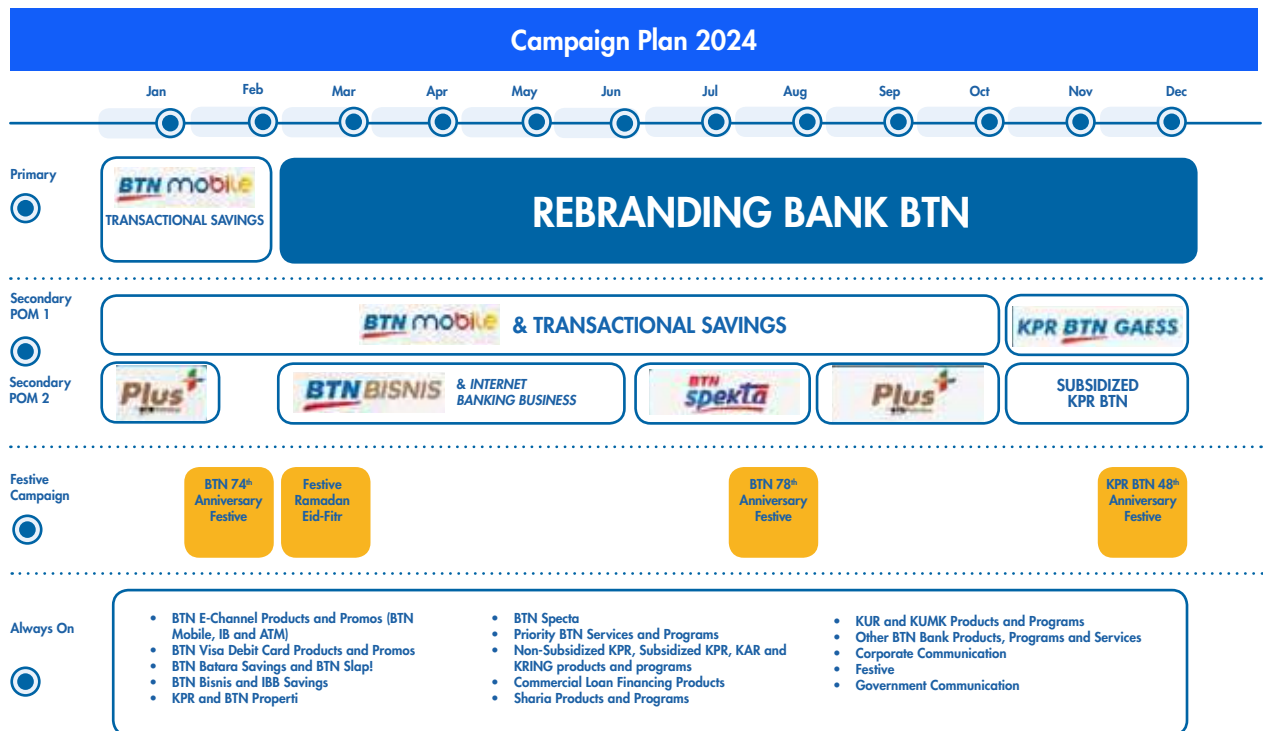 Campaign Plan 2024
Jan Feb Mar Apr May Jun Jul Aug Sep Oct Nov Dec
Primary
BTN mobile
TRANSACTIONAL SAVINGS
REBRANDING BANK BTN
Secondary
POM 1
BTN mobile & TRANSACTIONAL SAVINGS
KPR BTN GAESS
Secondary
POM 2
Plus+
BTN BISNIS
& INTERNET
BANKING BUSINESS
BTN
spekta
Plus+
SUBSIDIZED
KPR BTN
Festive
Campaign
BTN 74th
Anniversary
Festive
Festive
Ramadan
Eid-Fitr
BTN 78th
Anniversary
Festive
KPR BTN 48th
Anniversary
Festive
Always On
• BTN E-Channel Products and Promos (BTN
Mobile, IB and ATM)
• BTN Visa Debit Card Products and Promos
• BTN Batara Savings and BTN Slap!
• BTN Bisnis and IBB Savings
• KPR and BTN Properti
• BTN Specta
• Priority BTN Services and Programs
• Non-Subsidized KPR, Subsidized KPR, KAR and
KRING products and programs
• Commercial Loan Financing Products
• Sharia Products and Programs
• KUR and KUMK Products and Programs
• Other BTN Bank Products, Programs and Services
• Corporate Communication
• Festive
• Government Communication